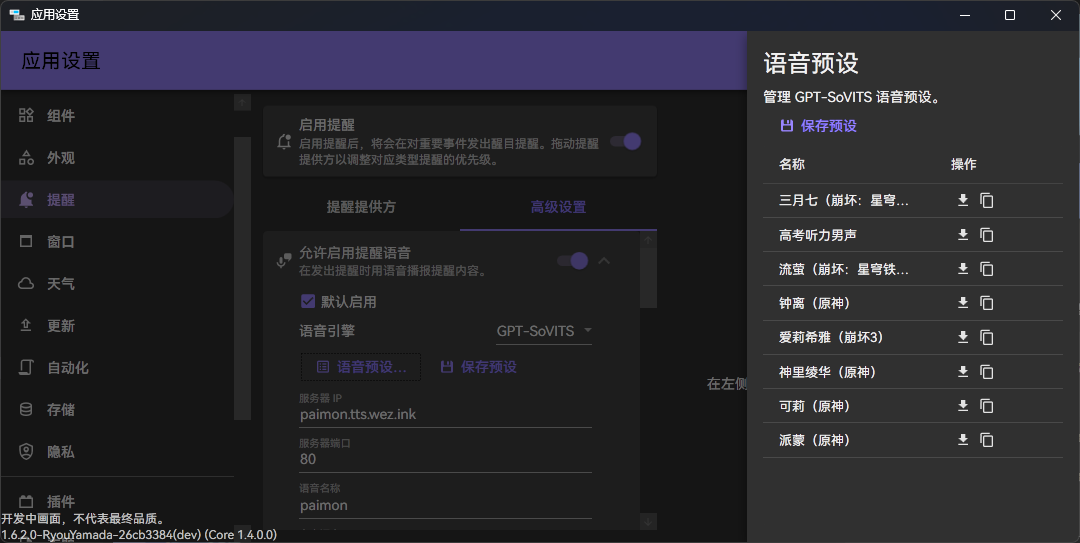 应用设置
应用设置
组件
外观
提醒
窗口
天气
更新
自动化
存储
隐私
插件
开发中画面，不代表最终品质。
1.6.2.0-RyouYamada-26cb3384(dev) (Core 1.4.0.0)
启用提醒
启用提醒后，将会在对重要事件发出醒目提醒。拖动提醒
提供方以调整对应类型提醒的优先级。
提醒提供方
高级设置
允许启用提醒语音
在发出提醒时用语音播报提醒内容。
默认启用
语音引擎
GPT-SoVITS
语音预设...
保存预设
服务器 IP
paimon.tts.wez.ink
服务器端口
80
语音名称
paimon
在左侧
语音预设
管理 GPT-SoVITS 语音预设。
保存预设
名称 操作
三月七（崩坏：星穹...
高考听力男声
流萤（崩坏：星穹铁...
钟离（原神）
爱莉希雅（崩坏3）
神里绫华（原神）
可莉（原神）
派蒙（原神）